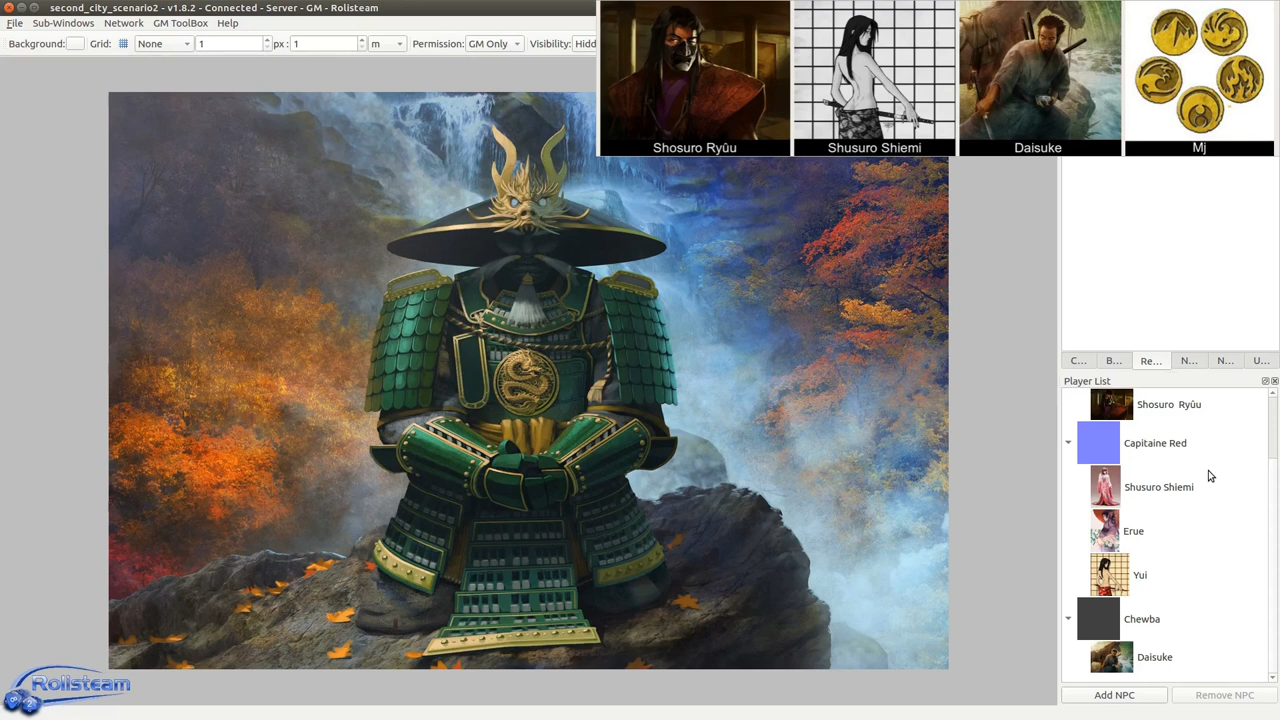 second_city_scenario2 - v1.8.2 - Connected - Server - GM - Rolisteam
File Sub-Windows Network GM ToolBox Help
Background: Grid: None 1 px : 1 m Permission: GM Only Visibility: Hidd
Shosuro Ryûu Shusuro Shiemi Daisuke Mj
C... B... Re... N... N... U...
Player List
Shosuro Ryûu
Capitaine Red
Shusuro Shiemi
Erue
Yui
Chewba
Daisuke
Rolisteam
Add NPC Remove NPC